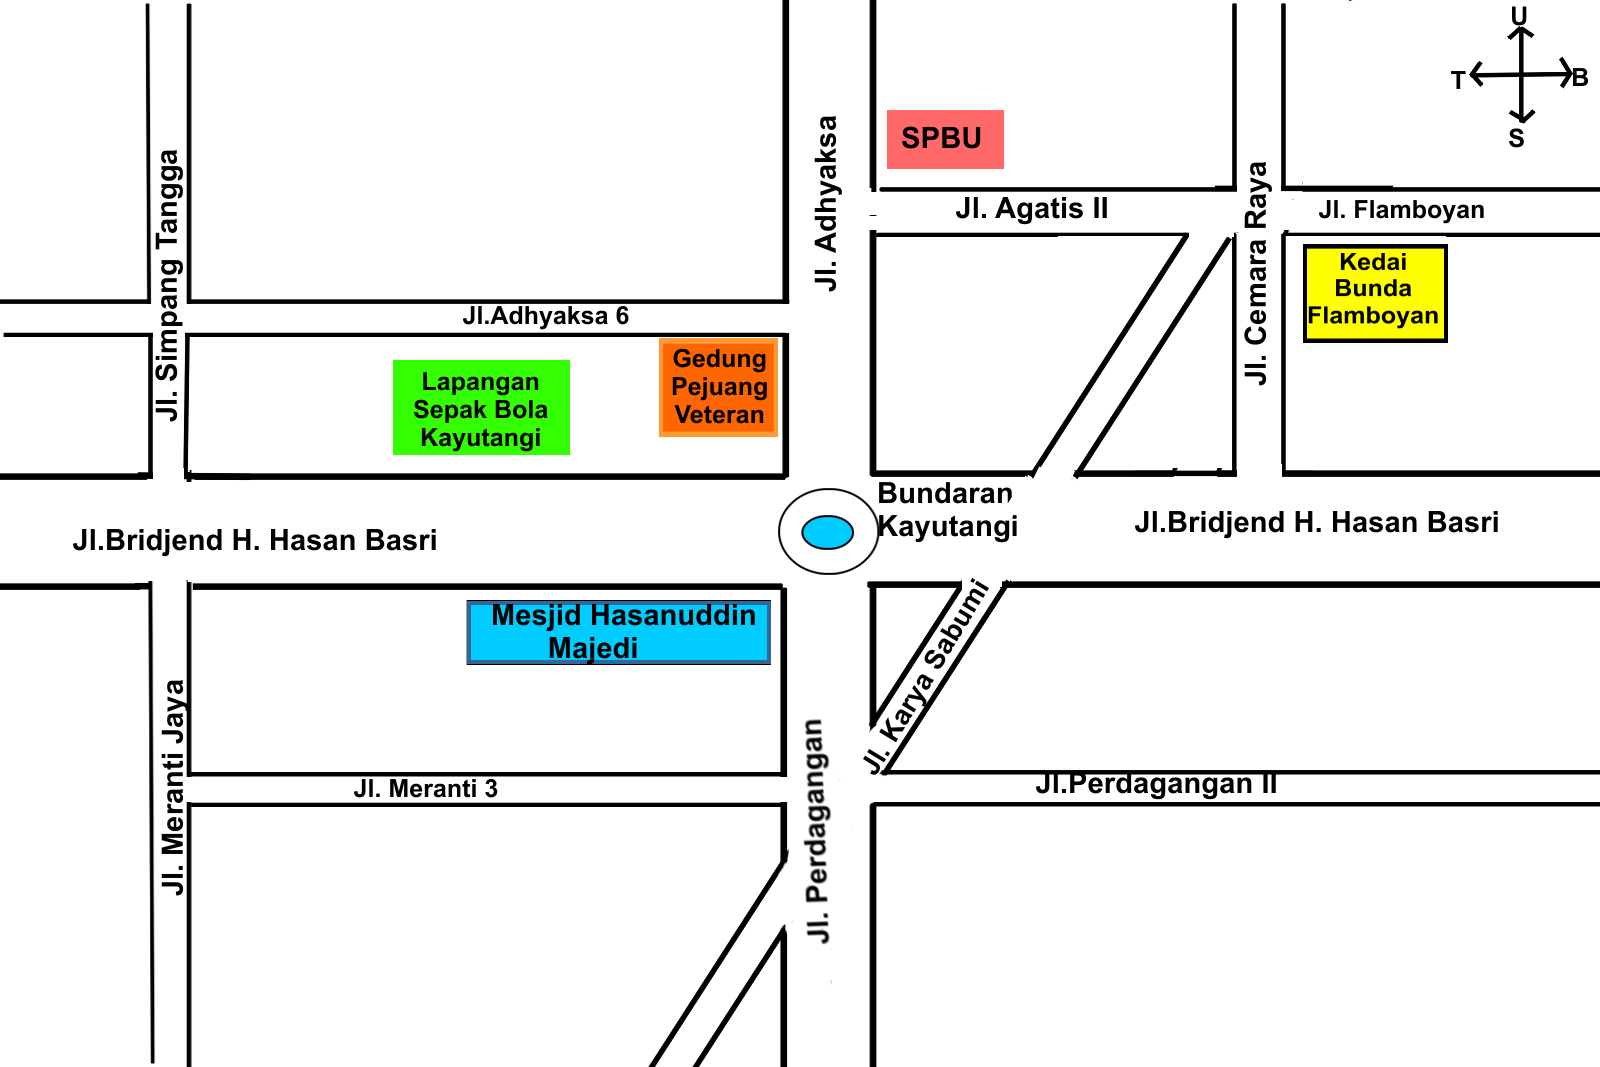 U
T
B
S
SPBU
Jl. Simpang Tangga
Jl. Adhyaksa
Jl. Agatis II
Jl. Cemara Raya
Jl. Flamboyan
Kedai
Bunda
Flamboyan
Jl.Adhyaksa 6
Lapangan
Sepak Bola
Kayutangi
Gedung
Pejuang
Veteran
Bundaran
Kayutangi
Jl.Bridjend H. Hasan Basri
Jl.Bridjend H. Hasan Basri
Mesjid Hasanuddin
Majedi
Jl. Karya Sabumi
Jl. Meranti Jaya
Jl. Meranti 3
Jl. Perdagangan
Jl.Perdagangan II